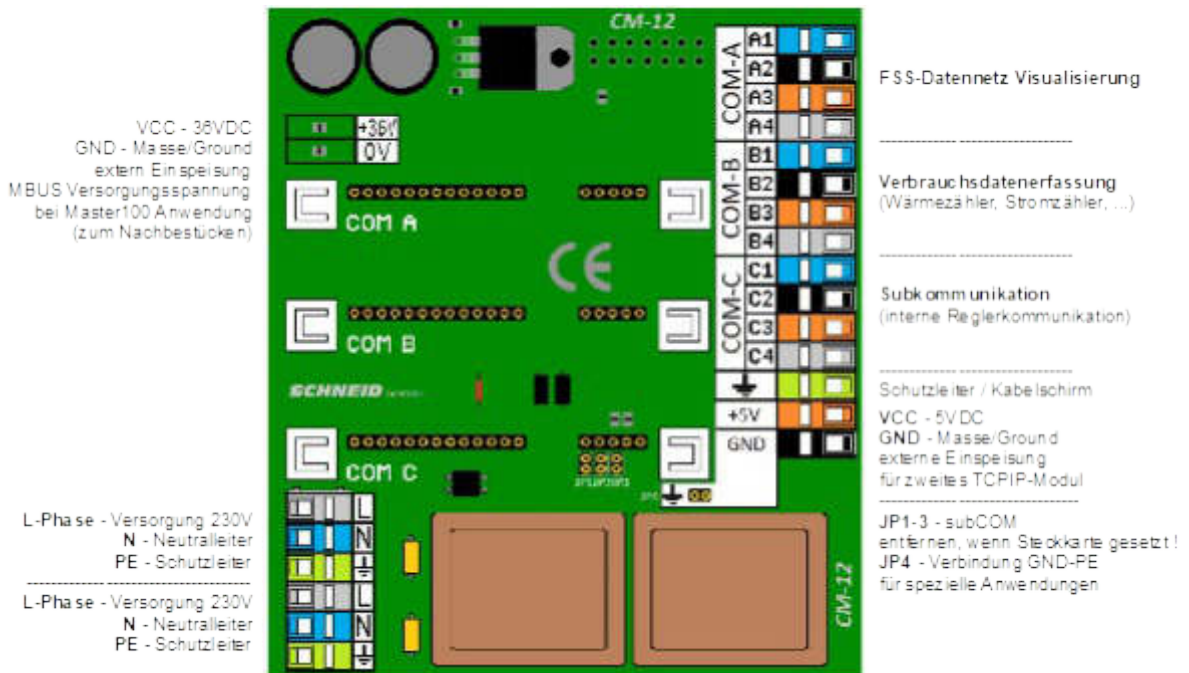 CM-12
VCC - 36VDC
GND - Masse/Ground
extern Einspeisung
MBUS Versorgungsspannung
bei Master100 Anwendung
(zum Nachbestücken)
+36V
0V
COM A
COM B
SCHNEID
COM C
L-Phase - Versorgung 230V
N - Neutralleiter
PE - Schutzleiter
L-Phase - Versorgung 230V
N - Neutralleiter
PE - Schutzleiter
L
N
L
N
COM-A
A1
A2
A3
A4
COM-B
B1
B2
B3
B4
COM-C
C1
C2
C3
C4
+5V
GND
CM-12
FSS-Datennetz Visualisierung
Verbrauchsdatenerfassung
(Wärmezähler, Stromzähler, ...)
Subkommunikation
(interne Reglerkommunikation)
Schutzleiter / Kabelschirm
VCC - 5VDC
GND - Masse/Ground
externe Einspeisung
für zweites TCPIP-Modul
JP1-3 - subCOM
entfernen, wenn Steckkarte gesetzt !
JP4 - Verbindung GND-PE
für spezielle Anwendungen